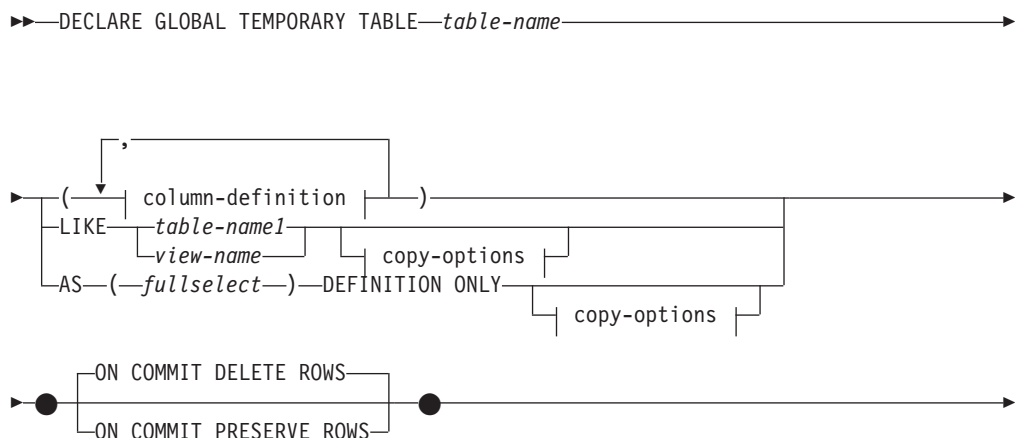 DECLARE GLOBAL TEMPORARY TABLE table-name
,
( column-definition )
LIKE table-name1
view-name copy-options
AS ( fullselect ) DEFINITION ONLY
copy-options
ON COMMIT DELETE ROWS
ON COMMIT PRESERVE ROWS